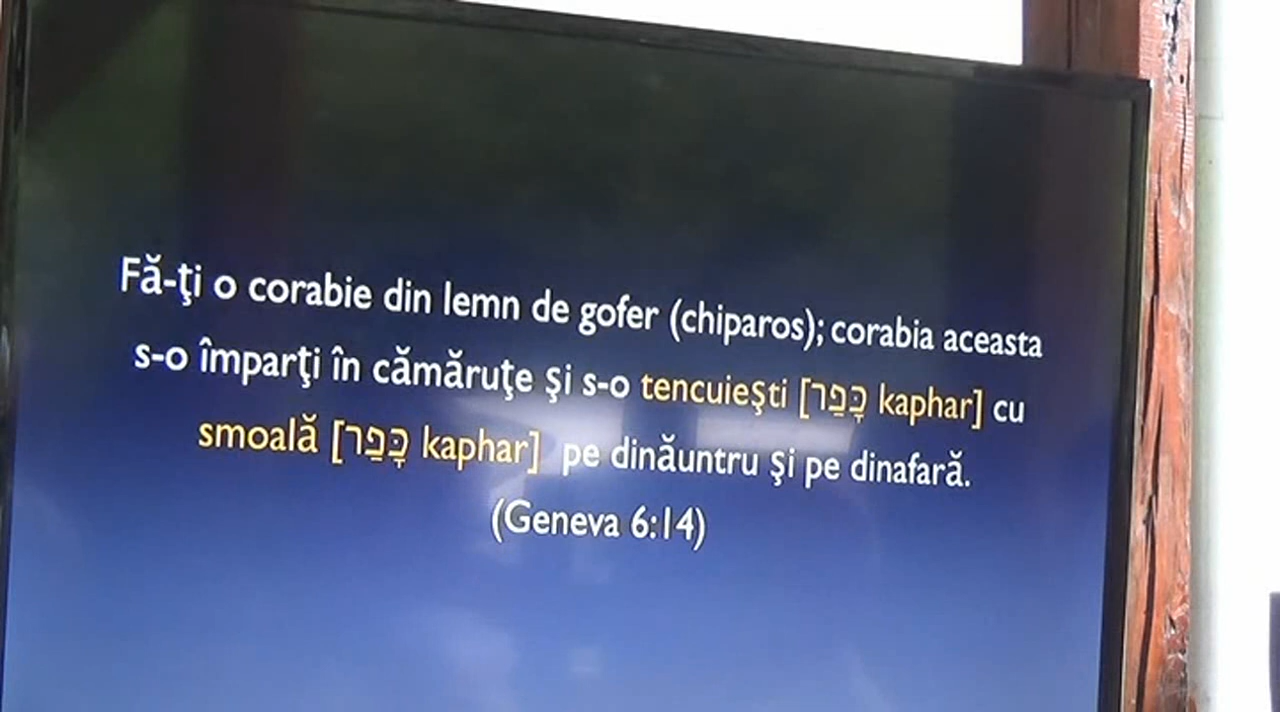 Fă-ţi o corabie din lemn de gofer (chiparos); corabia aceasta
s-o împarţi în cămăruţe şi s-o tencuieşti [כָּפַר kaphar] cu
smoală [כָּפַר kaphar] pe dinăuntru şi pe dinafară.
(Geneva 6:14)